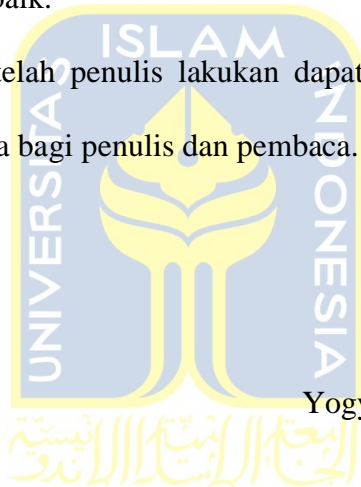 baik.
telah penulis lakukan dapat
a bagi penulis dan pembaca.
Yogy
UNIVERSITAS ISLAM INDONESIA